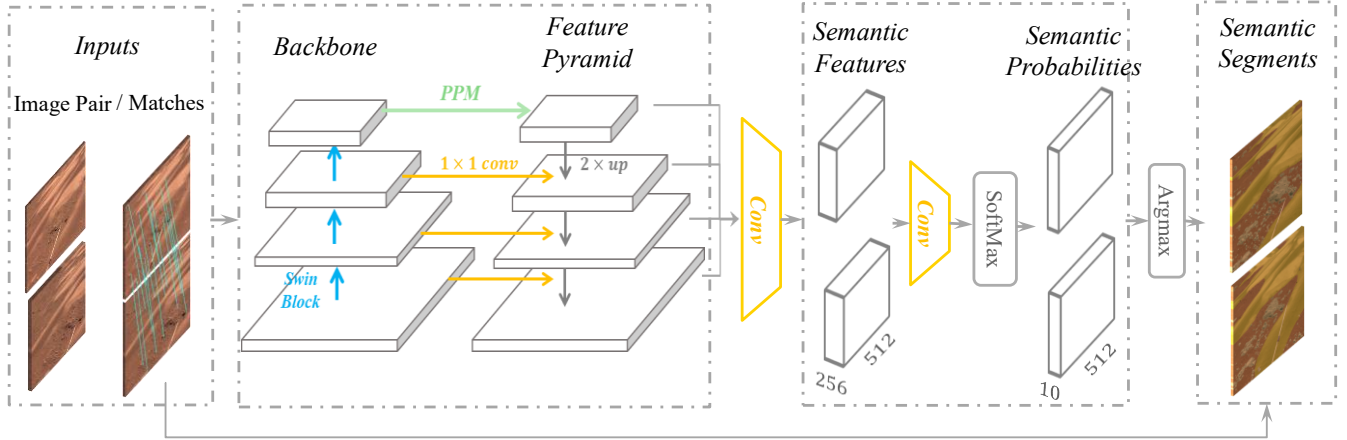 Inputs
Image Pair / Matches
Backbone
Feature
Pyramid
PPM
1 × 1 conv
2 × up
Swin
Block
Conv
Semantic
Features
256
512
Conv
SoftMax
Semantic
Probabilities
10
512
Argmax
Semantic
Segments